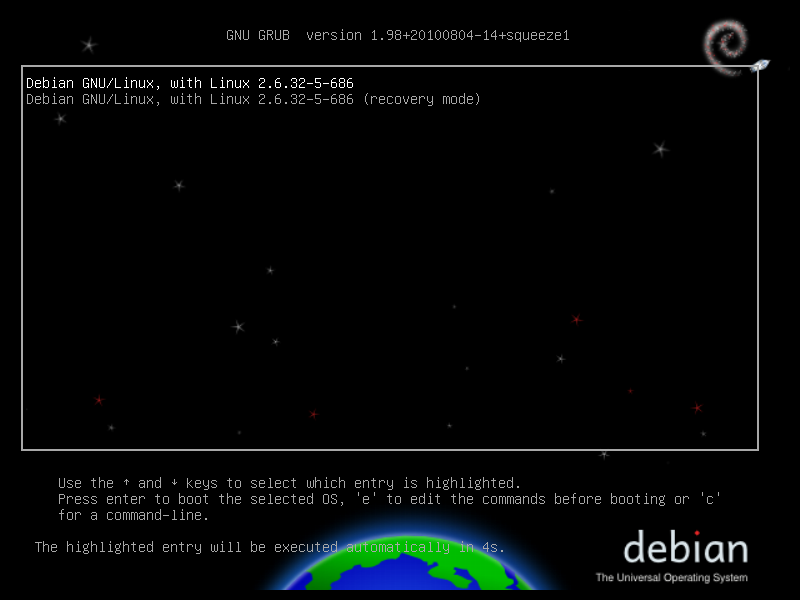 GNU GRUB  version 1.98+20100804-14+squeeze1
Debian GNU/Linux, with Linux 2.6.32-5-686
Debian GNU/Linux, with Linux 2.6.32-5-686 (recovery mode)
Use the ↑ and ↓ keys to select which entry is highlighted.
Press enter to boot the selected OS, 'e' to edit the commands before booting or 'c'
for a command-line.
The highlighted entry will be executed automatically in 4s.
debian
The Universal Operating System